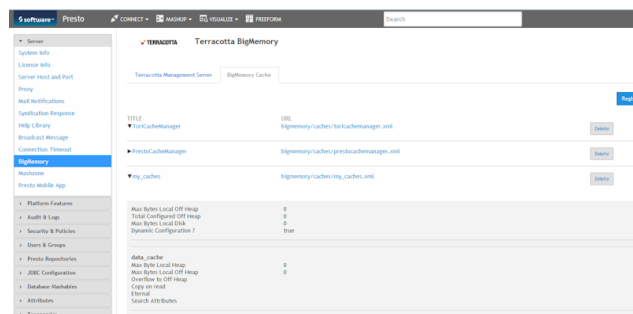 software AG Presto CONNECT MASHUP VISUALIZE FREEFORM Search
Server
System Info
License Info
Server Host and Port
Proxy
Mail Notifications
Syndication Response
Help Library
Broadcast Message
Connection Timeout
BigMemory
Mashzone
Presto Mobile App
Platform Features
Audit & Logs
Security & Policies
Users & Groups
Presto Repositories
JDBC Configuration
Database Mashables
Attributes
TERRACOTTA Terracotta BigMemory
Terracotta Management Server BigMemory Cache
TITLE URL
ToriCacheManager bigmemory/caches/toricachemanager.xml Delete
PrestoCacheManager bigmemory/caches/prestocachemanager.xml Delete
my_caches bigmemory/caches/my_caches.xml Delete
Max Bytes Local Off Heap 0
Total Configured Off Heap 0
Max Bytes Local Disk 0
Dynamic Configuration ? true
data_cache
Max Byte Local Heap 0
Max Bytes Local Off Heap 0
Overflow to Off Heap
Copy on read
Eternal
Search Attributes